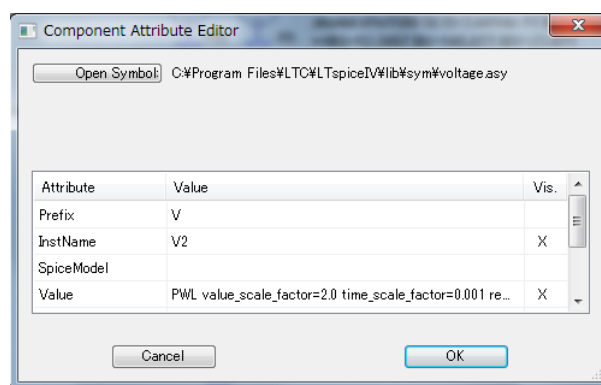 Component Attribute Editor
Open Symbol: C:¥Program Files¥LTC¥LTspiceIV¥lib¥sym¥voltage.asy
Attribute Value Vis.
Prefix V
InstName V2 X
SpiceModel
Value PWL value_scale_factor=2.0 time_scale_factor=0.001 re... X
Cancel OK